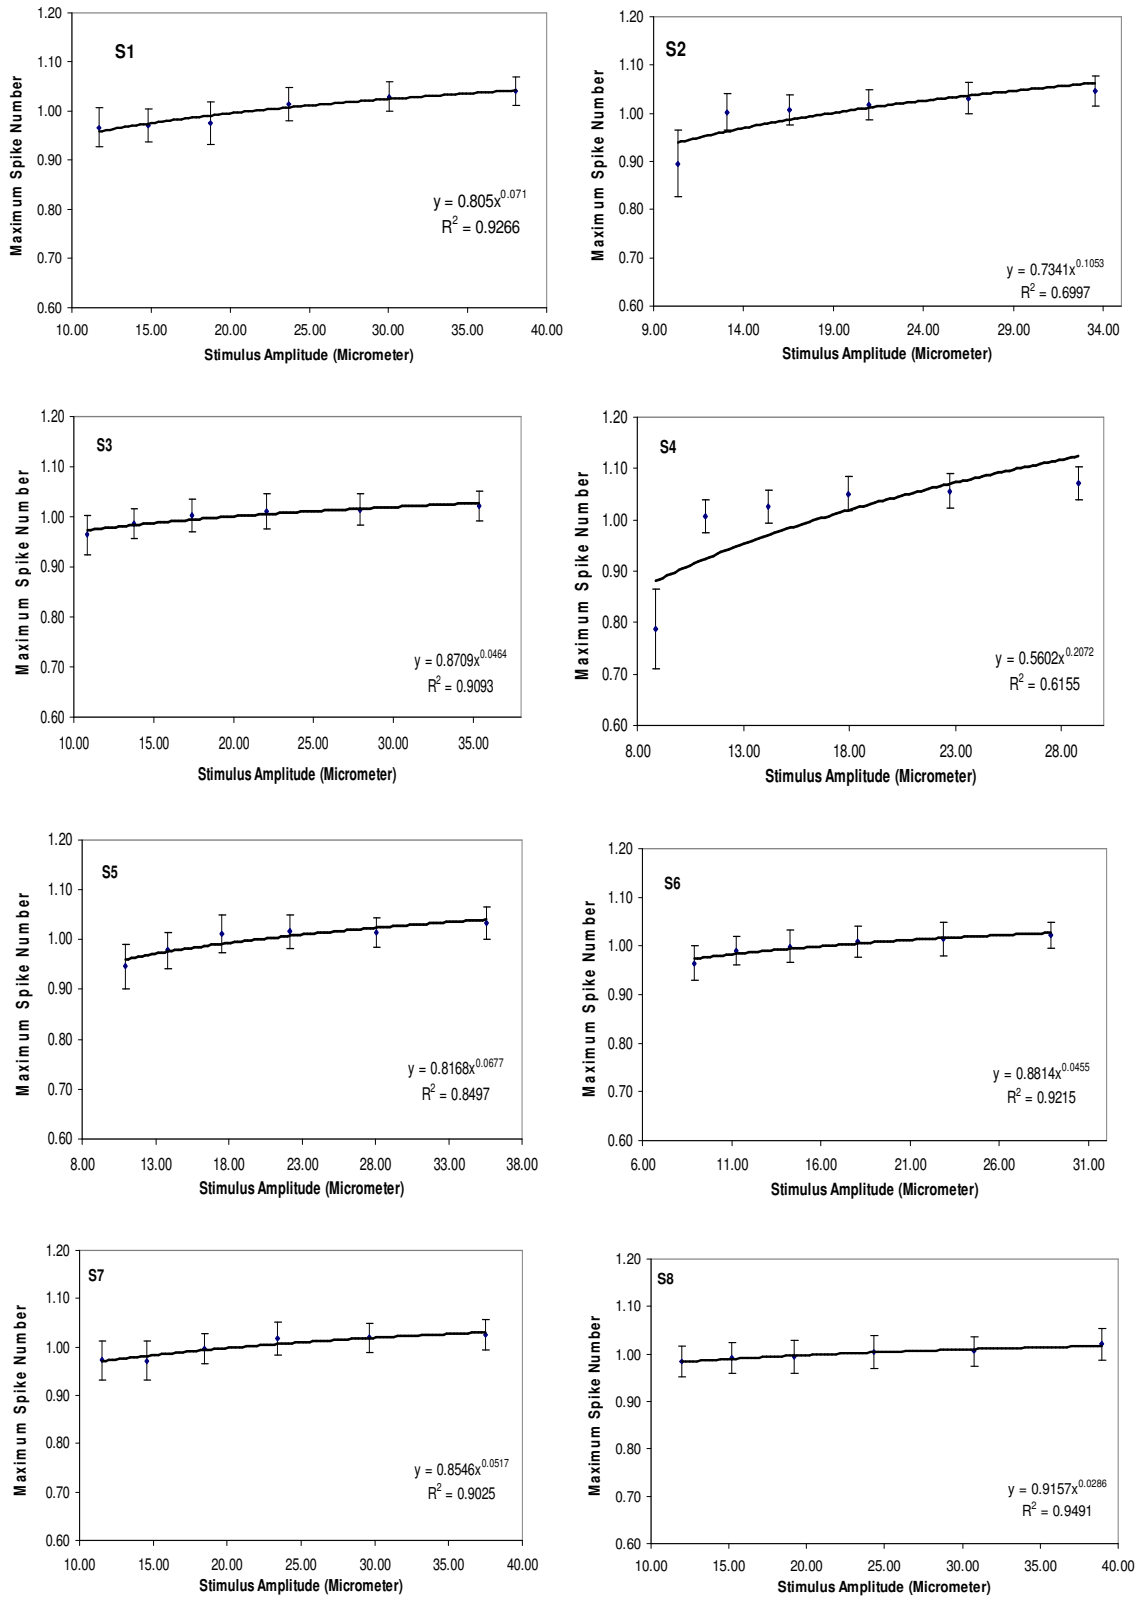 S1
Maximum Spike Number
1.20
1.10
1.00
0.90
0.80
0.70
0.60
y = 0.805x^0.071
R² = 0.9266
10.00 15.00 20.00 25.00 30.00 35.00 40.00
Stimulus Amplitude (Micrometer)
S2
Maximum Spike Number
1.20
1.10
1.00
0.90
0.80
0.70
0.60
y = 0.7341x^0.1053
R² = 0.6997
9.00 14.00 19.00 24.00 29.00 34.00
Stimulus Amplitude (Micrometer)
S3
Maximum Spike Number
1.20
1.10
1.00
0.90
0.80
0.70
0.60
y = 0.8709x^0.0464
R² = 0.9093
10.00 15.00 20.00 25.00 30.00 35.00
Stimulus Amplitude (Micrometer)
S4
Maximum Spike Number
1.20
1.10
1.00
0.90
0.80
0.70
0.60
y = 0.5602x^0.2072
R² = 0.6155
8.00 13.00 18.00 23.00 28.00
Stimulus Amplitude (Micrometer)
S5
Maximum Spike Number
1.20
1.10
1.00
0.90
0.80
0.70
0.60
y = 0.8168x^0.0677
R² = 0.8497
8.00 13.00 18.00 23.00 28.00 33.00 38.00
Stimulus Amplitude (Micrometer)
S6
Maximum Spike Number
1.20
1.10
1.00
0.90
0.80
0.70
0.60
y = 0.8814x^0.0455
R² = 0.9215
6.00 11.00 16.00 21.00 26.00 31.00
Stimulus Amplitude (Micrometer)
S7
Maximum Spike Number
1.20
1.10
1.00
0.90
0.80
0.70
0.60
y = 0.8546x^0.0517
R² = 0.9025
10.00 15.00 20.00 25.00 30.00 35.00 40.00
Stimulus Amplitude (Micrometer)
S8
Maximum Spike Number
1.20
1.10
1.00
0.90
0.80
0.70
0.60
y = 0.9157x^0.0286
R² = 0.9491
10.00 15.00 20.00 25.00 30.00 35.00 40.00
Stimulus Amplitude (Micrometer)